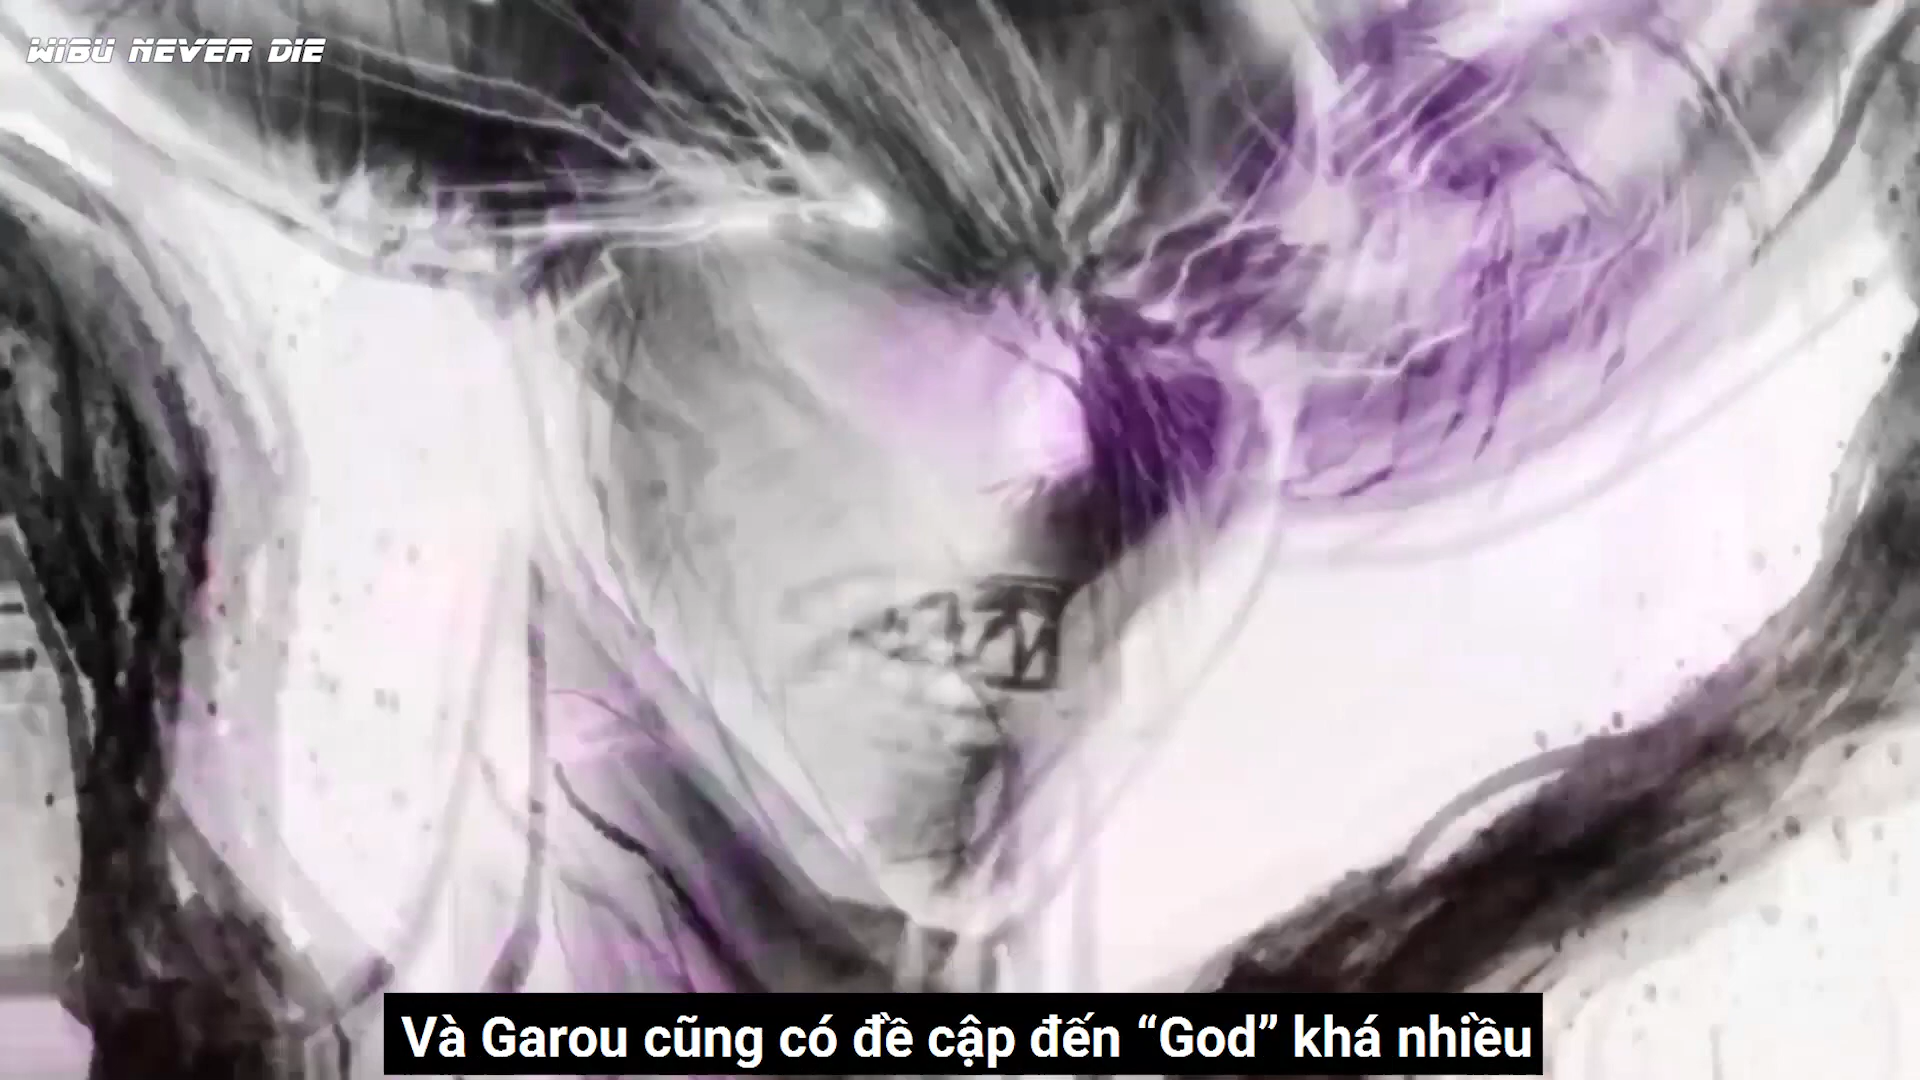 WIBU NEVER DIE
Và Garou cũng có đề cập đến “God” khá nhiều